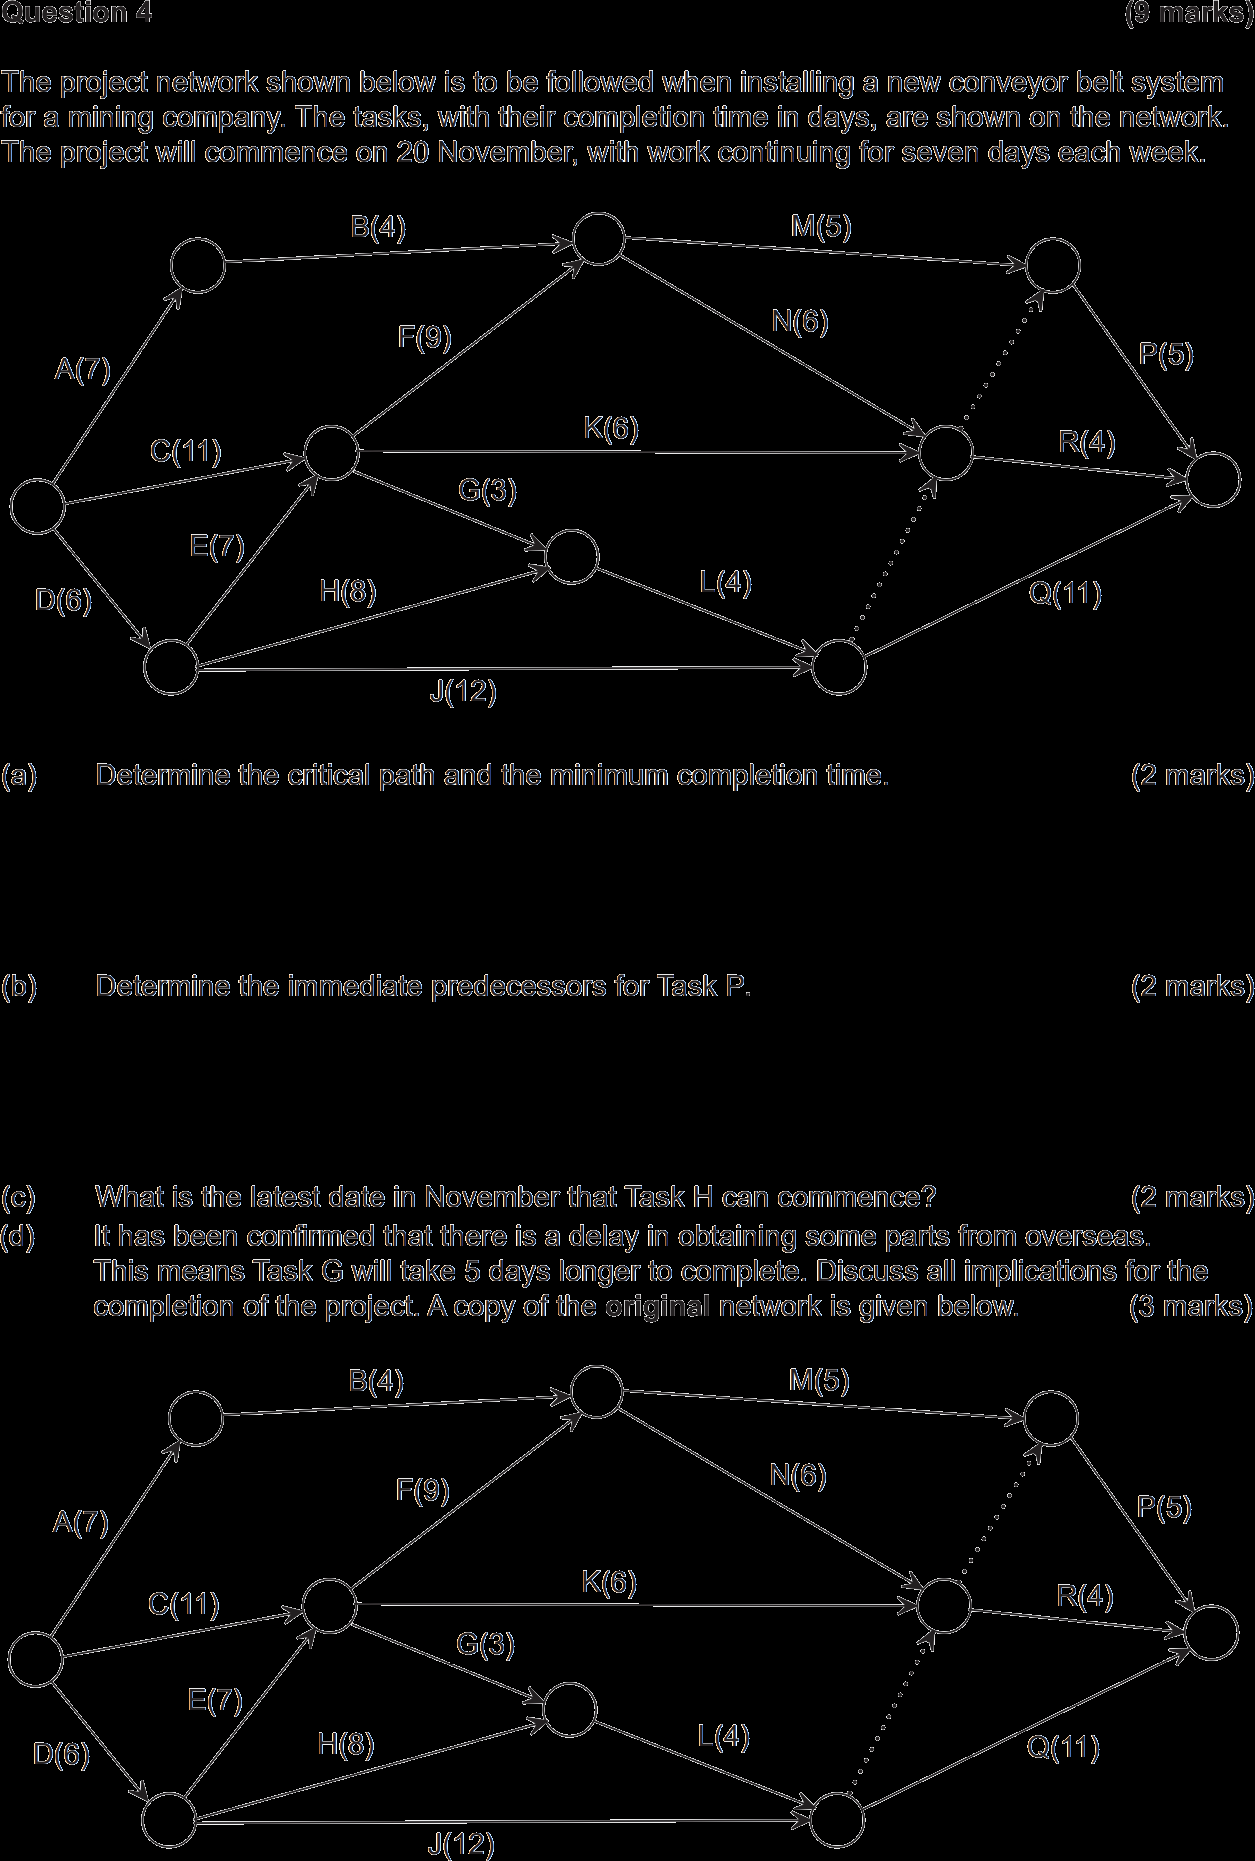 Question 4 (9 marks)
The project network shown below is to be followed when installing a new conveyor belt system
for a mining company. The tasks, with their completion time in days, are shown on the network.
The project will commence on 20 November, with work continuing for seven days each week.
B(4)
M(5)
N(6)
F(9)
P(5)
A(7)
K(6)
R(4)
C(11)
G(3)
E(7)
L(4)
H(8)
Q(11)
D(6)
J(12)
(a) Determine the critical path and the minimum completion time. (2 marks)
(b) Determine the immediate predecessors for Task P. (2 marks)
(c) What is the latest date in November that Task H can commence? (2 marks)
(d) It has been confirmed that there is a delay in obtaining some parts from overseas.
This means Task G will take 5 days longer to complete. Discuss all implications for the
completion of the project. A copy of the original network is given below. (3 marks)
B(4)
M(5)
N(6)
F(9)
P(5)
A(7)
K(6)
R(4)
C(11)
G(3)
E(7)
L(4)
H(8)
Q(11)
D(6)
J(12)